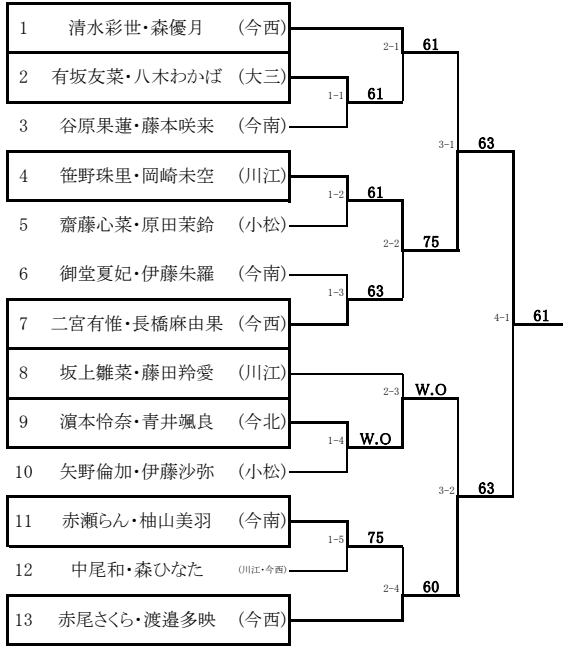 1 清水彩世・森優月 (今西)
2-1 61
2 有坂友菜・八木わかば (大三)
1-1 61
3 谷原果蓮・藤本咲来 (今南)
3-1 63
4 笹野珠里・岡崎未空 (川江)
1-2 61
5 齋藤心菜・原田茉鈴 (小松)
2-2 75
6 御堂夏妃・伊藤朱羅 (今南)
1-3 63
7 二宮有惟・長橋麻由果 (今西)
4-1 61
8 坂上雛菜・藤田羚愛 (川江)
2-3 W.O
9 濵本怜奈・青井颯良 (今北)
1-4 W.O
10 矢野倫加・伊藤沙弥 (小松)
3-2 63
11 赤瀬らん・柚山美羽 (今南)
1-5 75
12 中尾和・森ひなた (川江・今西)
2-4 60
13 赤尾さくら・渡邉多映 (今西)